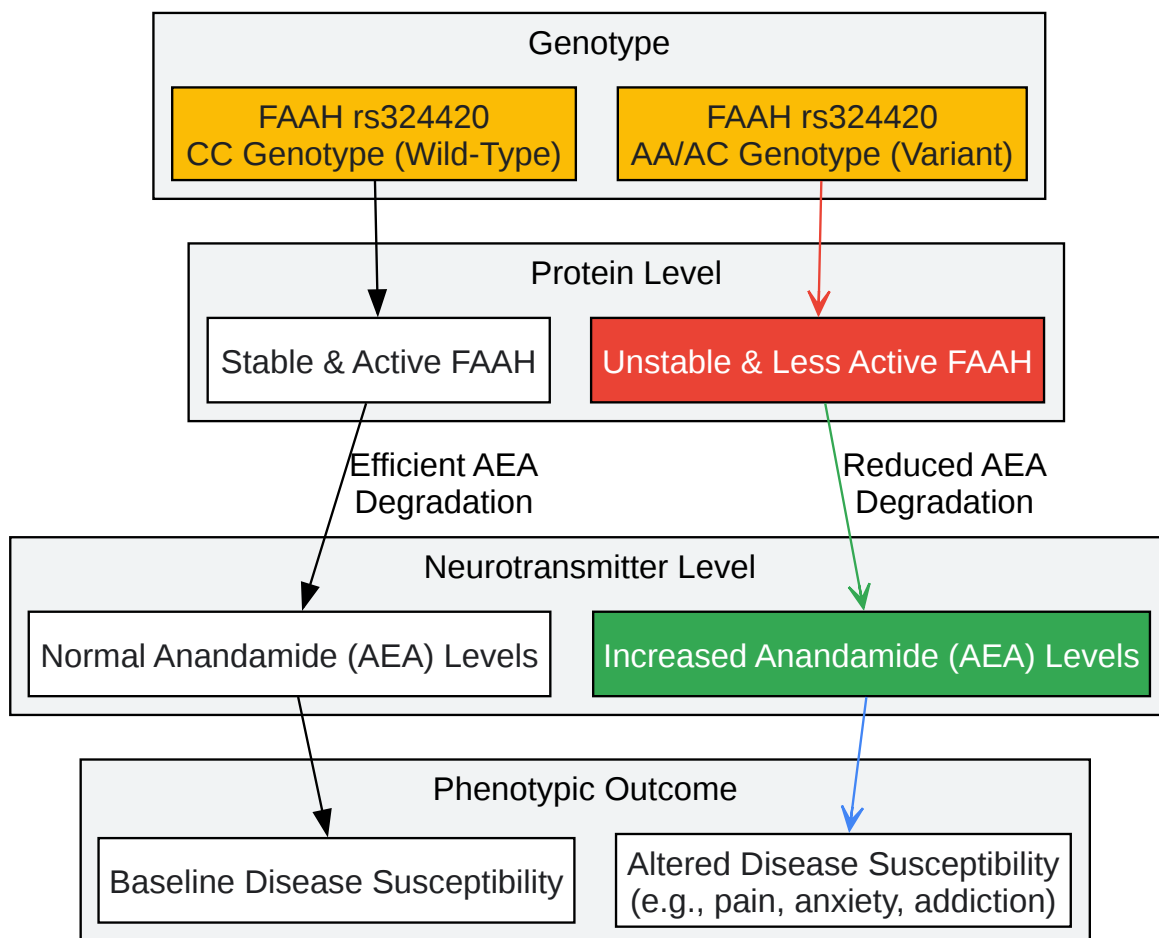 Genotype
FAAH rs324420
CC Genotype (Wild-Type)
FAAH rs324420
AA/AC Genotype (Variant)
Protein Level
Stable & Active FAAH
Unstable & Less Active FAAH
Efficient AEA
Degradation
Reduced AEA
Degradation
Neurotransmitter Level
Normal Anandamide (AEA) Levels
Increased Anandamide (AEA) Levels
Phenotypic Outcome
Baseline Disease Susceptibility
Altered Disease Susceptibility
(e.g., pain, anxiety, addiction)